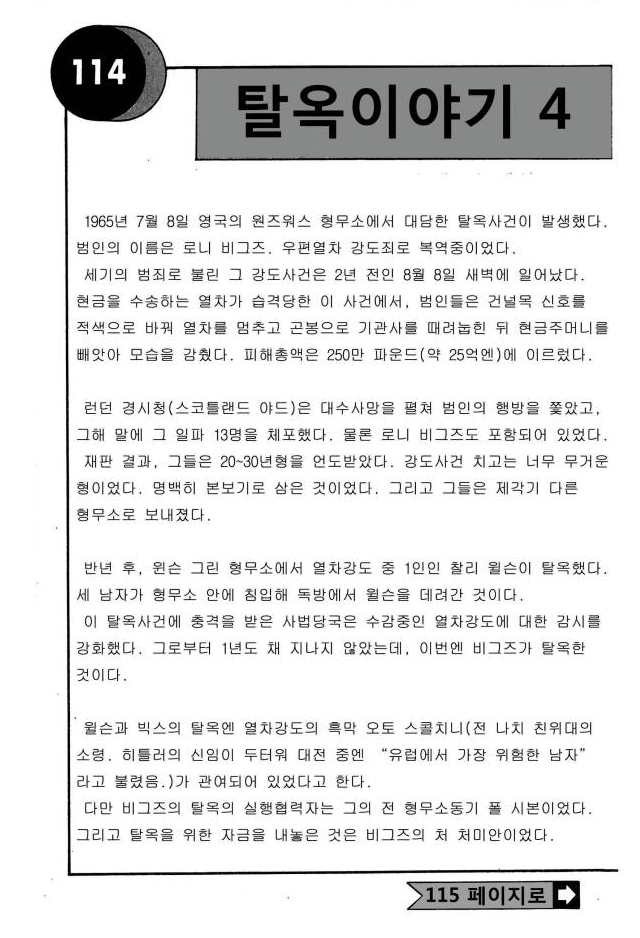 114
탈옥이야기 4
1965년 7월 8일 영국의 원즈워스 형무소에서 대담한 탈옥사건이 발생했다.
범인의 이름은 로니 비그즈. 우편열차 강도죄로 복역중이었다.
세기의 범죄로 불린 그 강도사건은 2년 전인 8월 8일 새벽에 일어났다.
현금을 수송하는 열차가 습격당한 이 사건에서, 범인들은 건널목 신호를
적색으로 바꿔 열차를 멈추고 곤봉으로 기관사를 때려눕힌 뒤 현금주머니를
빼앗아 모습을 감췄다. 피해총액은 250만 파운드(약 25억엔)에 이르렀다.
런던 경시청(스코틀랜드 야드)은 대수사망을 펼쳐 범인의 행방을 쫓았고,
그해 말에 그 일파 13명을 체포했다. 물론 로니 비그즈도 포함되어 있었다.
재판 결과, 그들은 20~30년형을 언도받았다. 강도사건 치고는 너무 무거운
형이었다. 명백히 본보기로 삼은 것이었다. 그리고 그들은 제각기 다른
형무소로 보내졌다.
반년 후, 윈슨 그린 형무소에서 열차강도 중 1인인 찰리 윌슨이 탈옥했다.
세 남자가 형무소 안에 침입해 독방에서 윌슨을 데려간 것이다.
이 탈옥사건에 충격을 받은 사법당국은 수감중인 열차강도에 대한 감시를
강화했다. 그로부터 1년도 채 지나지 않았는데, 이번엔 비그즈가 탈옥한
것이다.
윌슨과 빅스의 탈옥엔 열차강도의 흑막 오토 스콜치니(전 나치 친위대의
소령. 히틀러의 신임이 두터워 대전 중엔 “유럽에서 가장 위험한 남자”
라고 불렸음.)가 관여되어 있었다고 한다.
다만 비그즈의 탈옥의 실행협력자는 그의 전 형무소동기 폴 시본이었다.
그리고 탈옥을 위한 자금을 내놓은 것은 비그즈의 처 처미안이었다.
115 페이지로